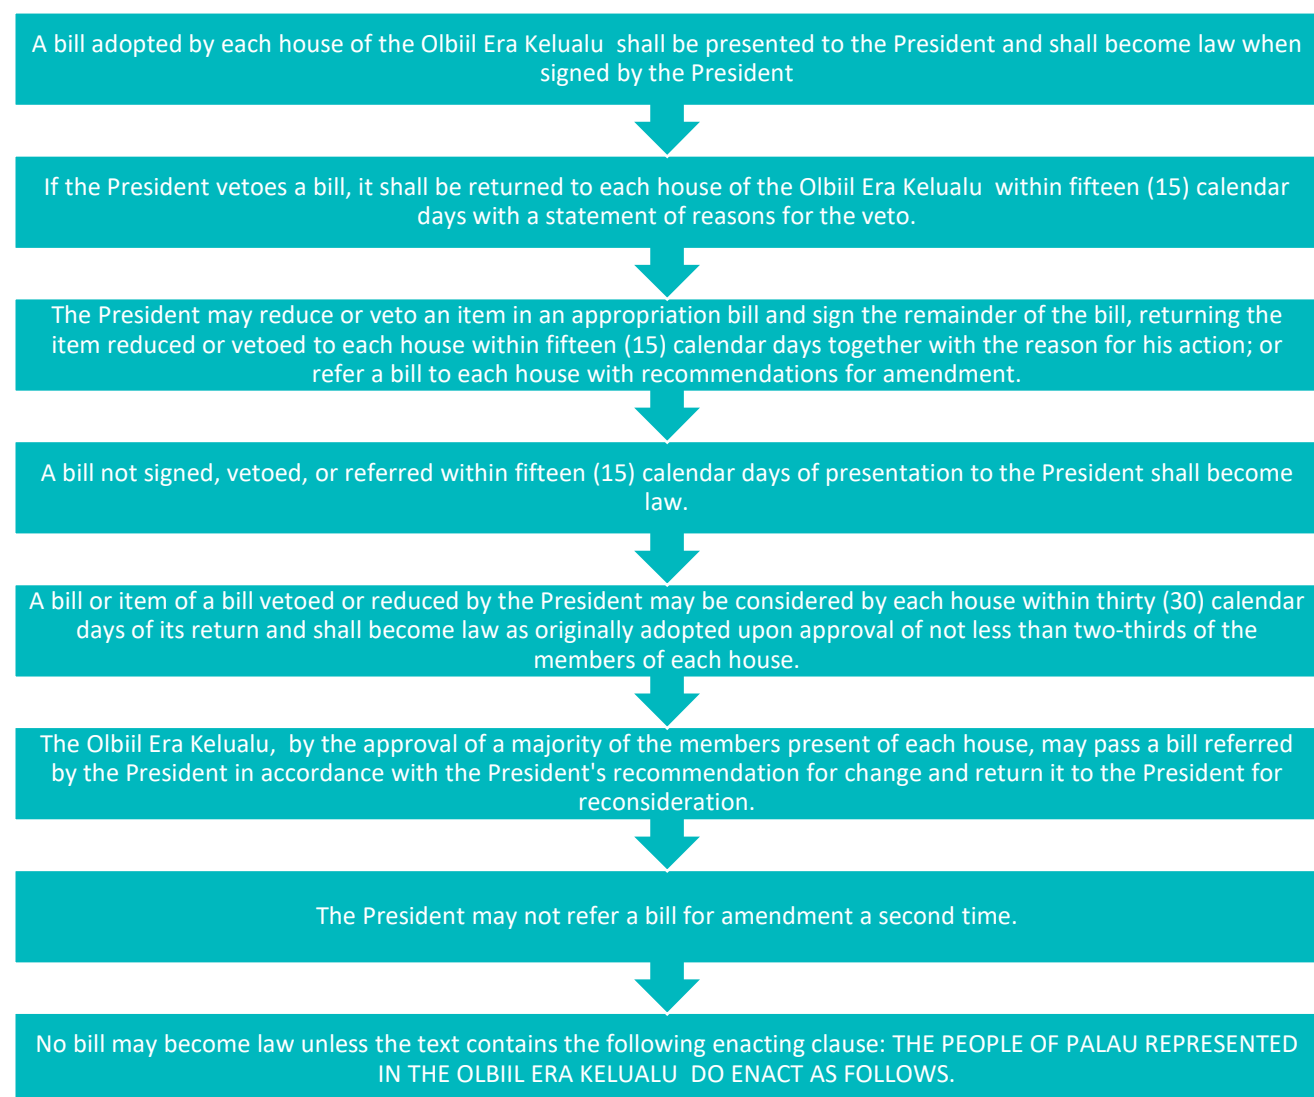 A bill adopted by each house of the Olbiil Era Kelualu  shall be presented to the President and shall become law when
signed by the President
If the President vetoes a bill, it shall be returned to each house of the Olbiil Era Kelualu  within fifteen (15) calendar
days with a statement of reasons for the veto.
The President may reduce or veto an item in an appropriation bill and sign the remainder of the bill, returning the
item reduced or vetoed to each house within fifteen (15) calendar days together with the reason for his action; or
refer a bill to each house with recommendations for amendment.
A bill not signed, vetoed, or referred within fifteen (15) calendar days of presentation to the President shall become
law.
A bill or item of a bill vetoed or reduced by the President may be considered by each house within thirty (30) calendar
days of its return and shall become law as originally adopted upon approval of not less than two-thirds of the
members of each house.
The Olbiil Era Kelualu,  by the approval of a majority of the members present of each house, may pass a bill referred
by the President in accordance with the President's recommendation for change and return it to the President for
reconsideration.
The President may not refer a bill for amendment a second time.
No bill may become law unless the text contains the following enacting clause: THE PEOPLE OF PALAU REPRESENTED
IN THE OLBIIL ERA KELUALU  DO ENACT AS FOLLOWS.